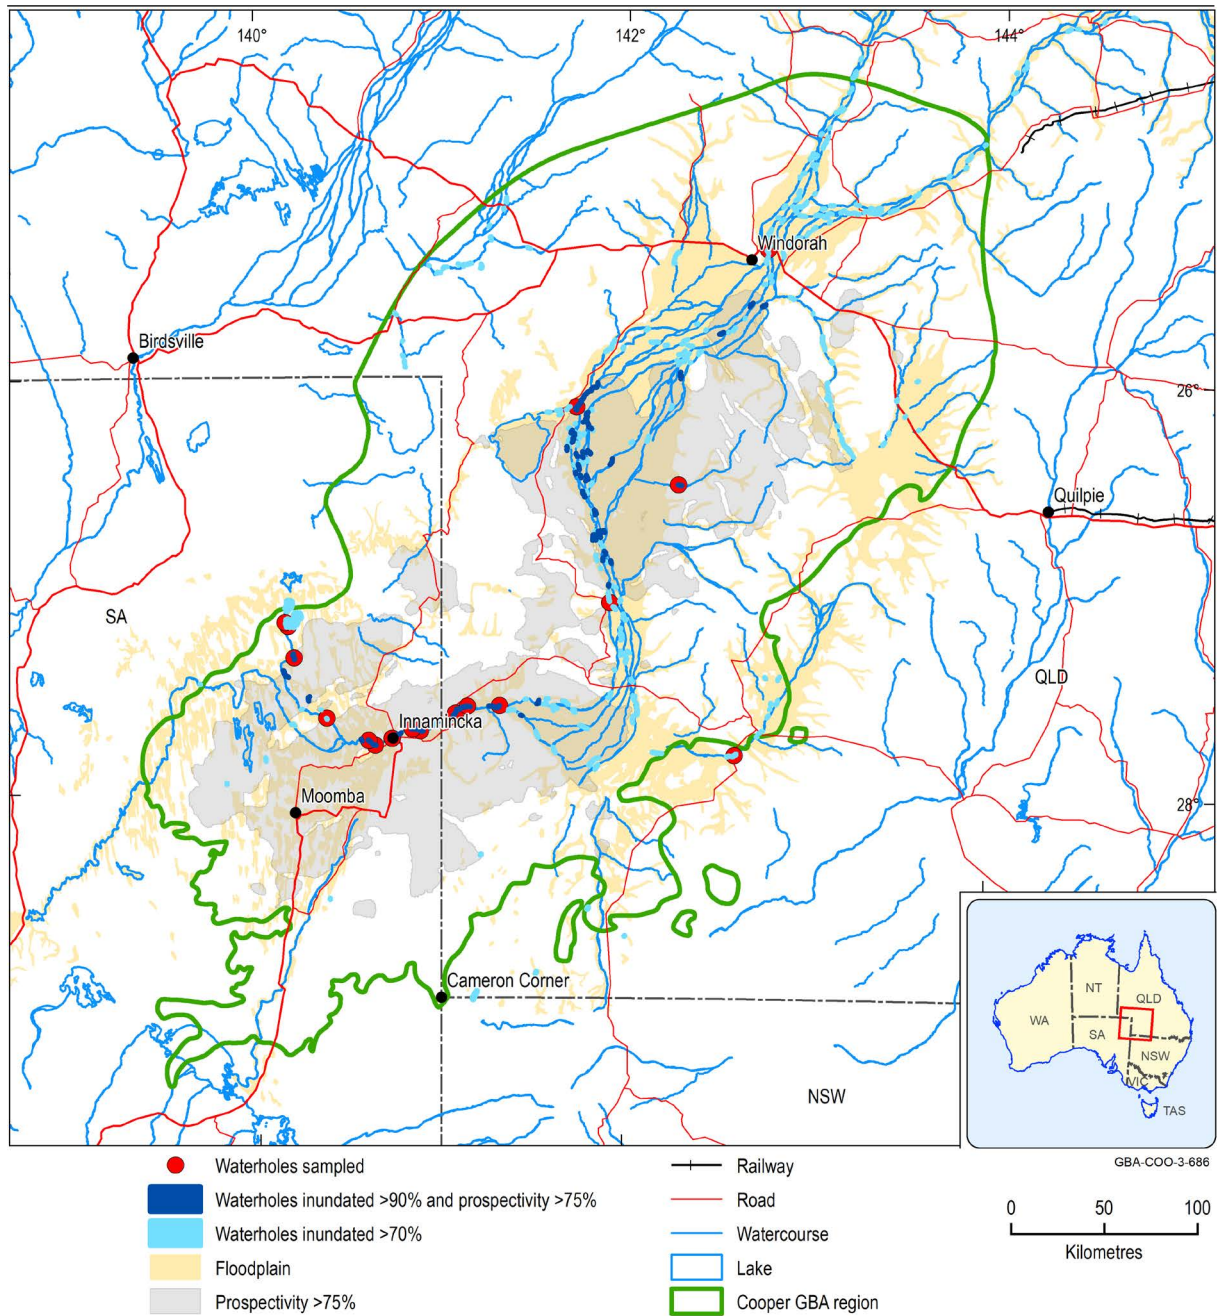 140°
142°
144°
Windorah
Birdsville
26°
Quilpie
SA
QLD
Innamincka
Moomba
28°
Cameron Corner
NSW
NT
QLD
WA
SA
NSW
VIC
TAS
GBA-COO-3-686
Waterholes sampled
Waterholes inundated >90% and prospectivity >75%
Waterholes inundated >70%
Floodplain
Prospectivity >75%
Railway
Road
Watercourse
Lake
Cooper GBA region
0 50 100
Kilometres